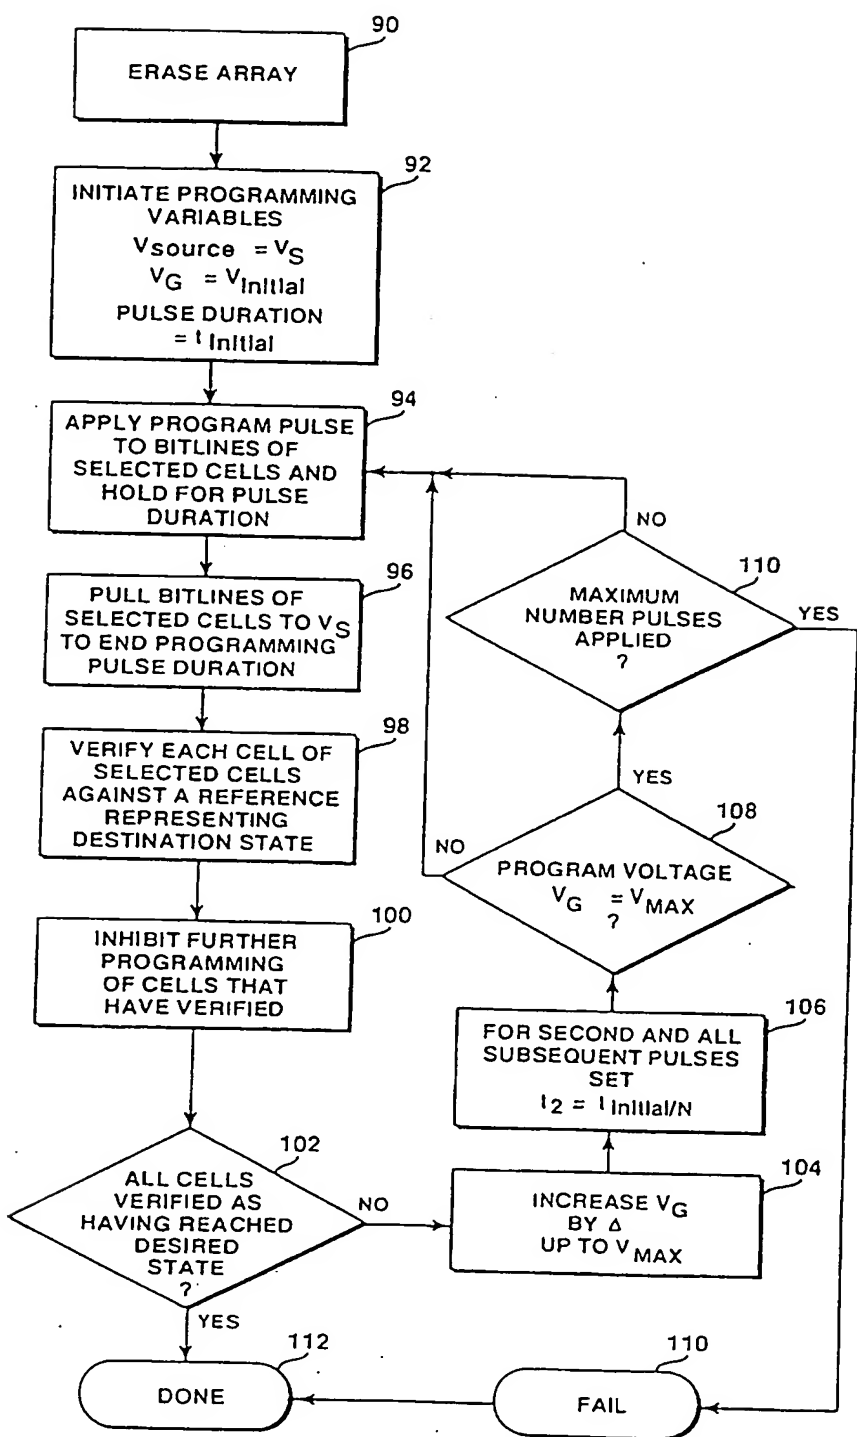 90
ERASE ARRAY
92
INITIATE PROGRAMMING
VARIABLES
Vsource = VS
VG = VInitial
PULSE DURATION
= t Initial
94
APPLY PROGRAM PULSE
TO BITLINES OF
SELECTED CELLS AND
HOLD FOR PULSE
DURATION
96
PULL BITLINES OF
SELECTED CELLS TO VS
TO END PROGRAMMING
PULSE DURATION
98
VERIFY EACH CELL OF
SELECTED CELLS
AGAINST A REFERENCE
REPRESENTING
DESTINATION STATE
100
INHIBIT FURTHER
PROGRAMMING
OF CELLS THAT
HAVE VERIFIED
102
ALL CELLS
VERIFIED AS
HAVING REACHED
DESIRED
STATE
?
NO
YES
104
INCREASE VG
BY Δ
UP TO VMAX
106
FOR SECOND AND ALL
SUBSEQUENT PULSES
SET
t2 = t Initial/N
108
PROGRAM VOLTAGE
VG = VMAX
?
NO
YES
110
MAXIMUM
NUMBER PULSES
APPLIED
?
NO
YES
110
FAIL
112
DONE